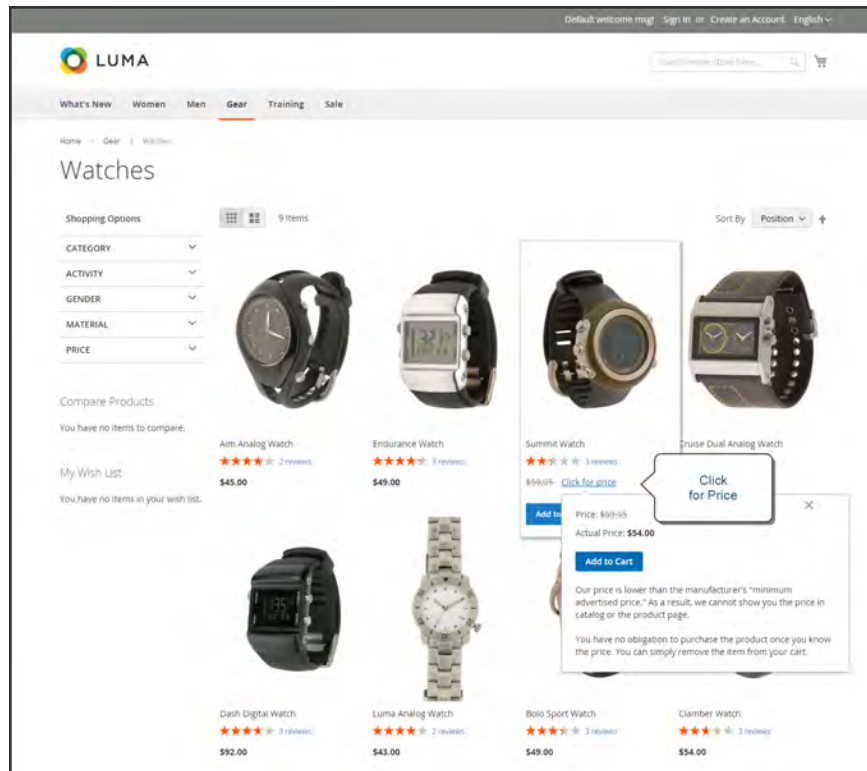 Default welcome msg! Sign In or Create an Account English
LUMA
Search entire store here...
What's New Women Men Gear Training Sale
Home Gear Watches
Watches
Shopping Options
9 Items
Sort By Position
CATEGORY
ACTIVITY
GENDER
MATERIAL
PRICE
Compare Products
You have no items to compare.
My Wish List
You have no items in your wish list.
Aim Analog Watch
2 reviews
$45.00
Endurance Watch
3 reviews
$49.00
Summit Watch
3 reviews
Click for price
Add to
Cruise Dual Analog Watch
Click
for Price
Price:
Actual Price: $54.00
Add to Cart
Our price is lower than the manufacturer's "minimum
advertised price." As a result, we cannot show you the price in
catalog or the product page.
You have no obligation to purchase the product once you know
the price. You can simply remove the item from your cart.
Dash Digital Watch
3 reviews
$92.00
Luma Analog Watch
2 reviews
$43.00
Bolo Sport Watch
3 reviews
$49.00
Clamber Watch
3 reviews
$54.00